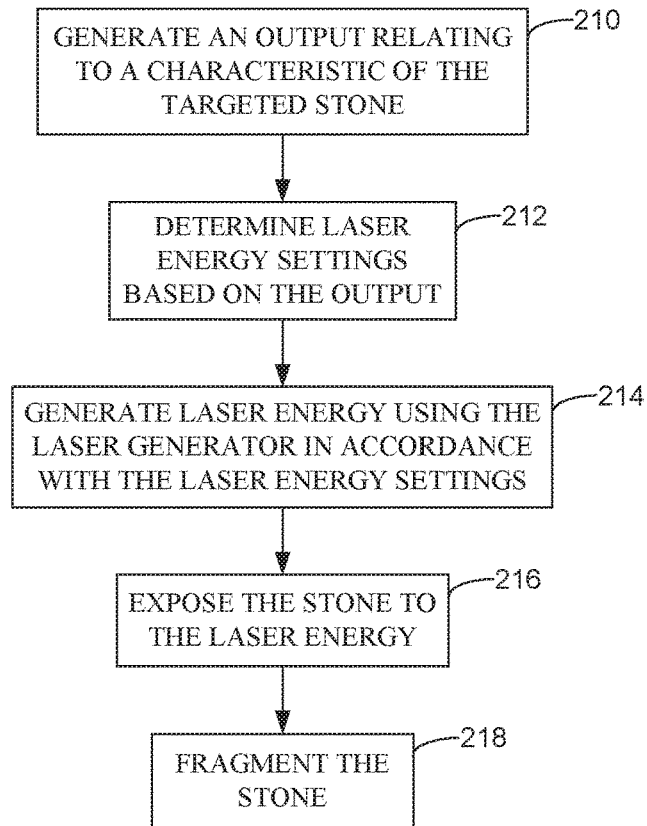 GENERATE AN OUTPUT RELATING
TO A CHARACTERISTIC OF THE
TARGETED STONE
210
DETERMINE LASER
ENERGY SETTINGS
BASED ON THE OUTPUT
212
GENERATE LASER ENERGY USING THE
LASER GENERATOR IN ACCORDANCE
WITH THE LASER ENERGY SETTINGS
214
EXPOSE THE STONE TO
THE LASER ENERGY
216
FRAGMENT THE
STONE
218